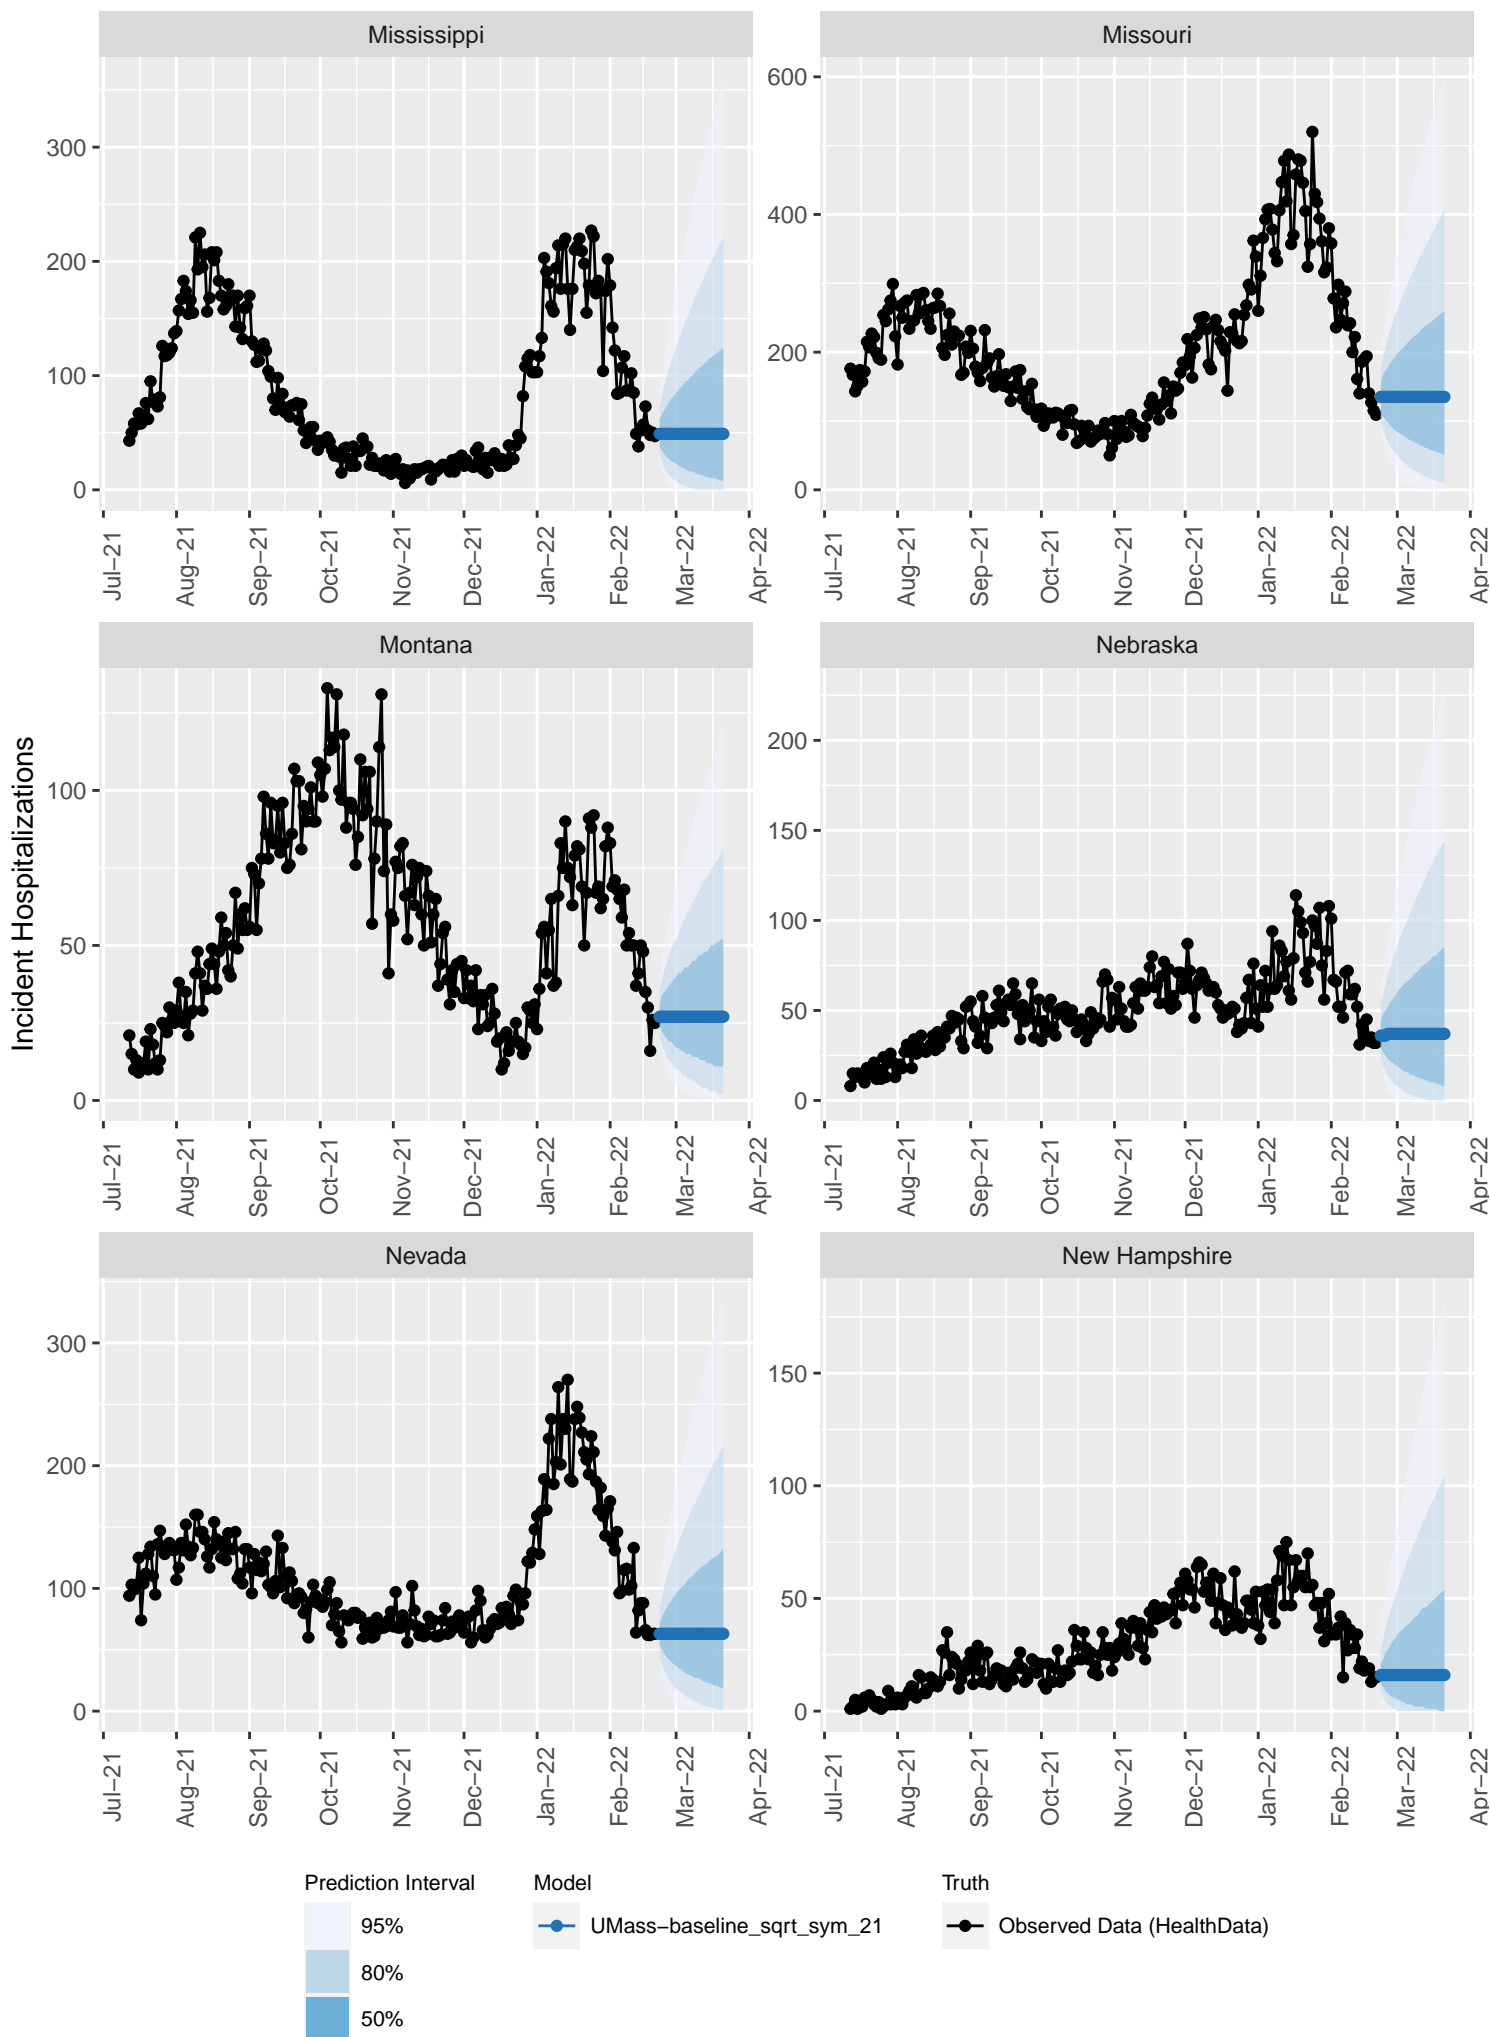 Mississippi
Missouri
300
200
100
0
600
400
200
0
Jul−21
Aug−21
Sep−21
Oct−21
Nov−21
Dec−21
Jan−22
Feb−22
Mar−22
Apr−22
Jul−21
Aug−21
Sep−21
Oct−21
Nov−21
Dec−21
Jan−22
Feb−22
Mar−22
Apr−22
Incident Hospitalizations
Montana
Nebraska
100
50
0
200
150
100
50
0
Jul−21
Aug−21
Sep−21
Oct−21
Nov−21
Dec−21
Jan−22
Feb−22
Mar−22
Apr−22
Jul−21
Aug−21
Sep−21
Oct−21
Nov−21
Dec−21
Jan−22
Feb−22
Mar−22
Apr−22
Nevada
New Hampshire
300
200
100
0
150
100
50
0
Jul−21
Aug−21
Sep−21
Oct−21
Nov−21
Dec−21
Jan−22
Feb−22
Mar−22
Apr−22
Jul−21
Aug−21
Sep−21
Oct−21
Nov−21
Dec−21
Jan−22
Feb−22
Mar−22
Apr−22
Prediction Interval
95%
80%
50%
Model
UMass−baseline_sqrt_sym_21
Truth
Observed Data (HealthData)